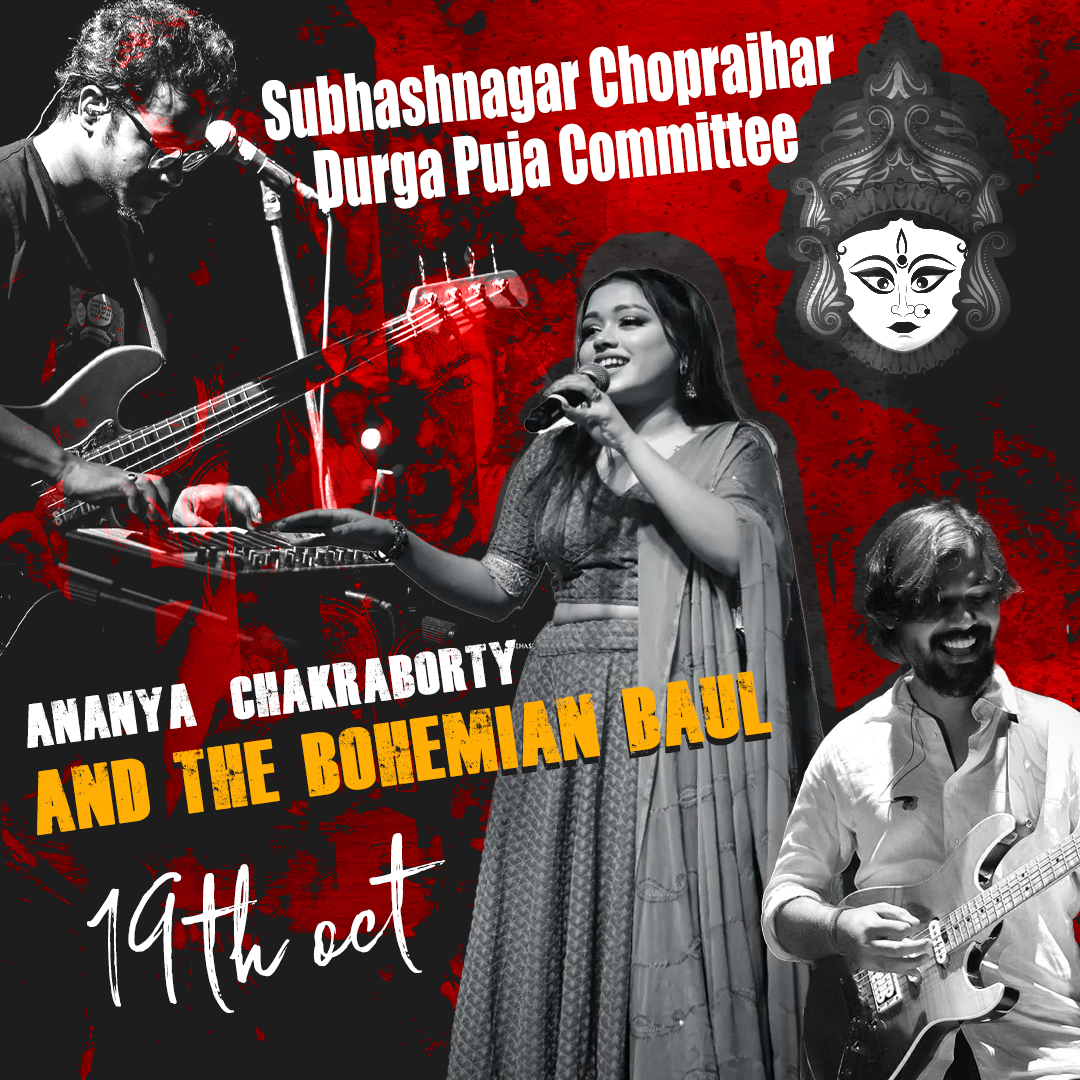 Subhashnagar Choprajhar
Durga Puja Committee
ANANYA CHAKRABORTY
AND THE BOHEMIAN BAUL
19th oct